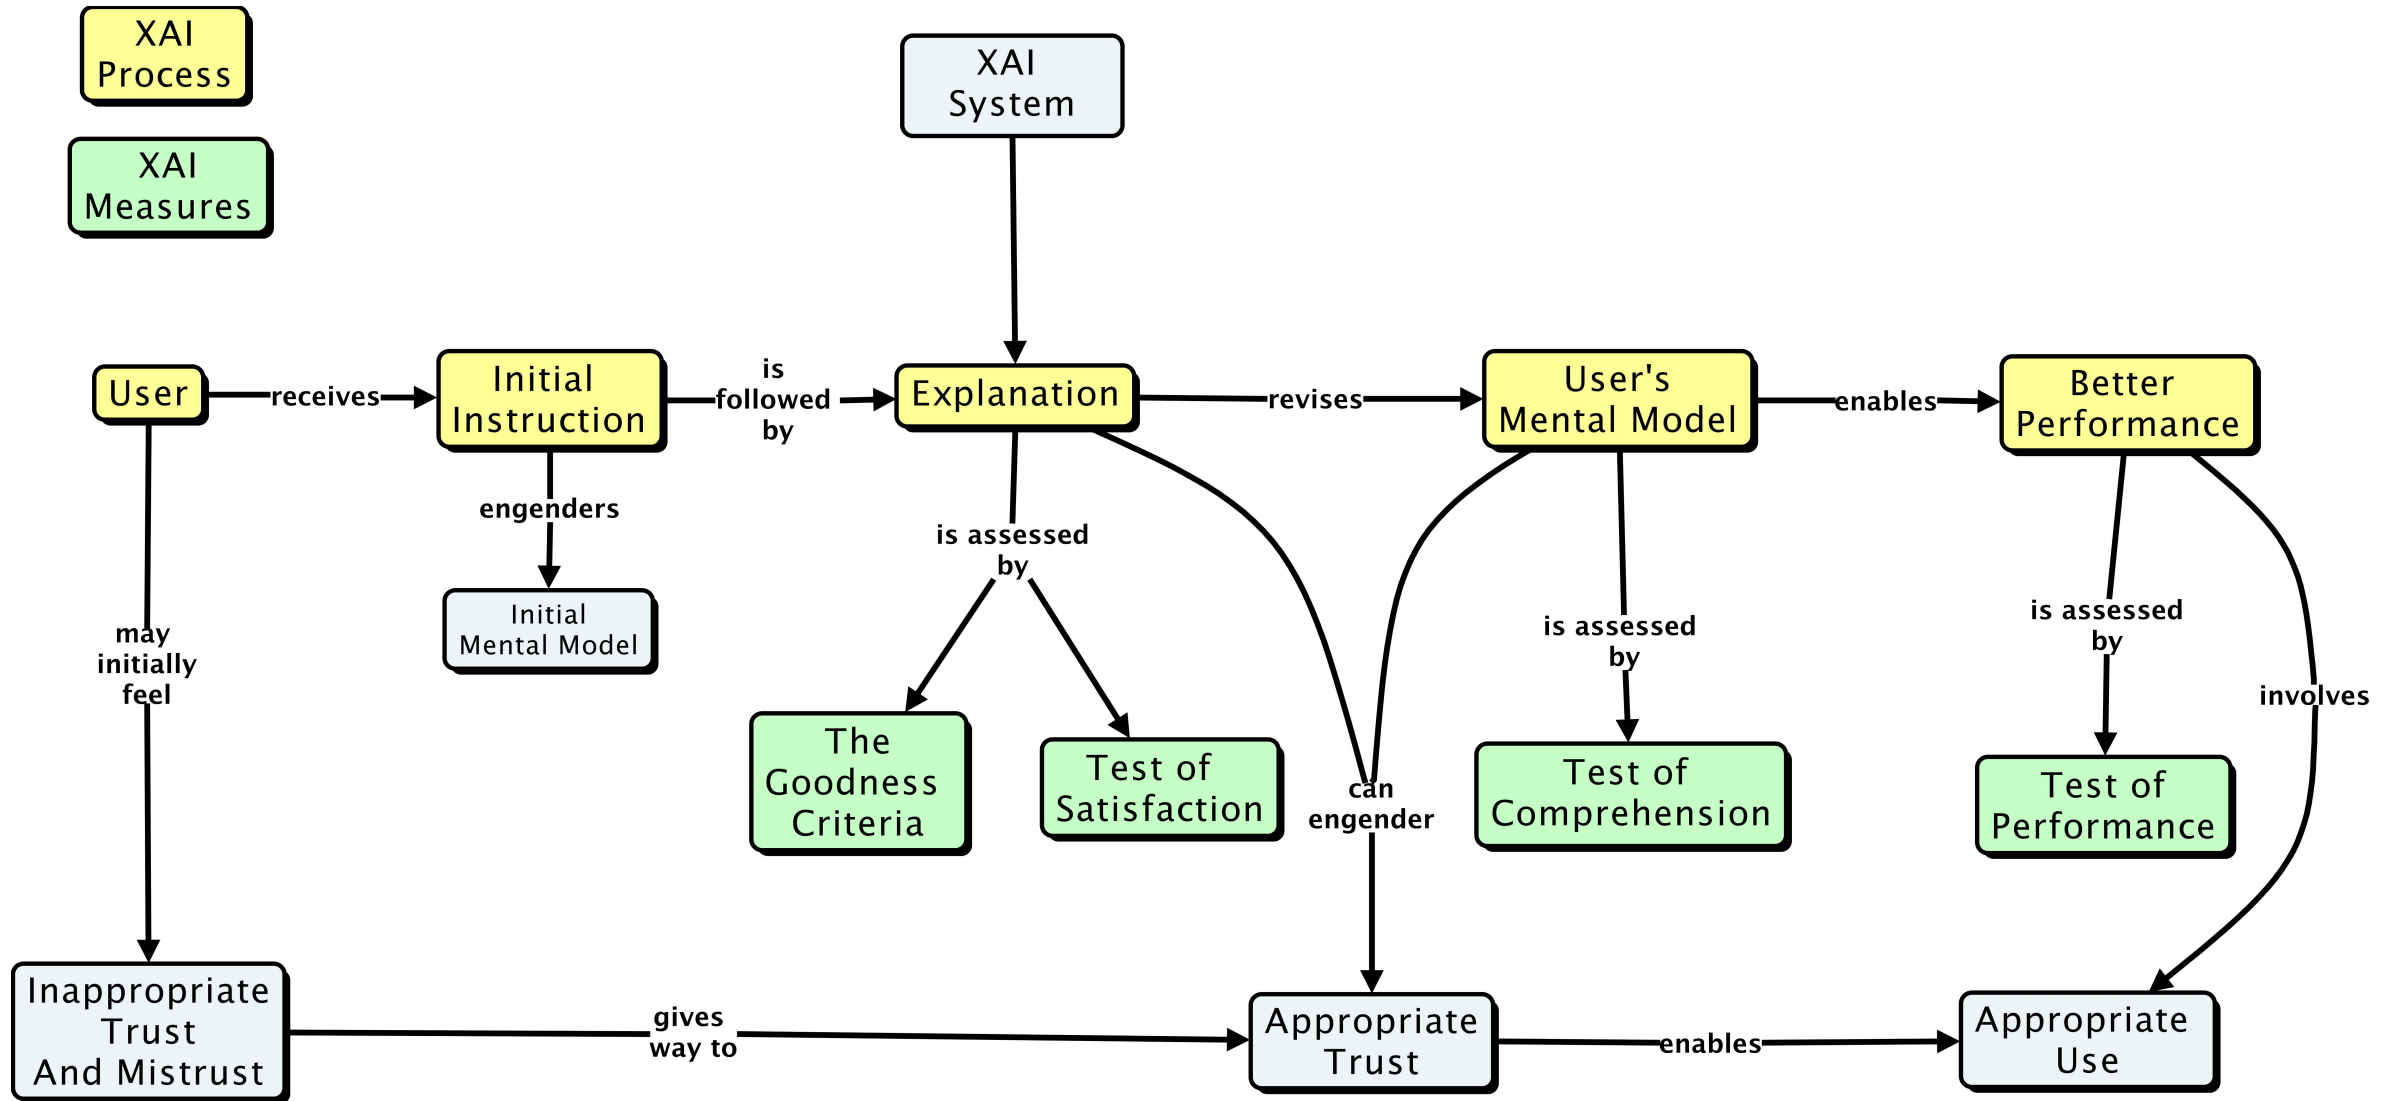 XAI
Process
XAI
Measures
XAI
System
User
receives
Initial
Instruction
is
followed
by
Explanation
revises
User's
Mental Model
enables
Better
Performance
engenders
Initial
Mental Model
is assessed
by
may
initially
feel
is assessed
by
is assessed
by
involves
The
Goodness
Criteria
Test of
Satisfaction
can
engender
Test of
Comprehension
Test of
Performance
Inappropriate
Trust
And Mistrust
gives
way to
Appropriate
Trust
enables
Appropriate
Use